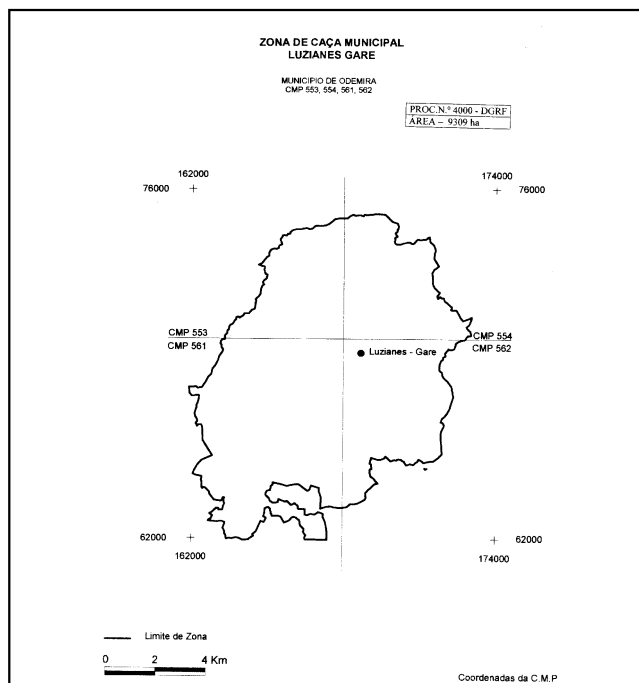 ZONA DE CAÇA MUNICIPAL
LUZIANES GARE
MUNICIPIO DE ODEMIRA
CMP 553, 554, 561, 562
PROC.N.º 4000 - DGRF
ÁREA – 9309 ha
162000
174000
76000
76000
CMP 553
CMP 554
CMP 561
CMP 562
Luzianes - Gare
62000
62000
162000
174000
Limite de Zona
0 2 4 Km
Coordenadas da C.M.P